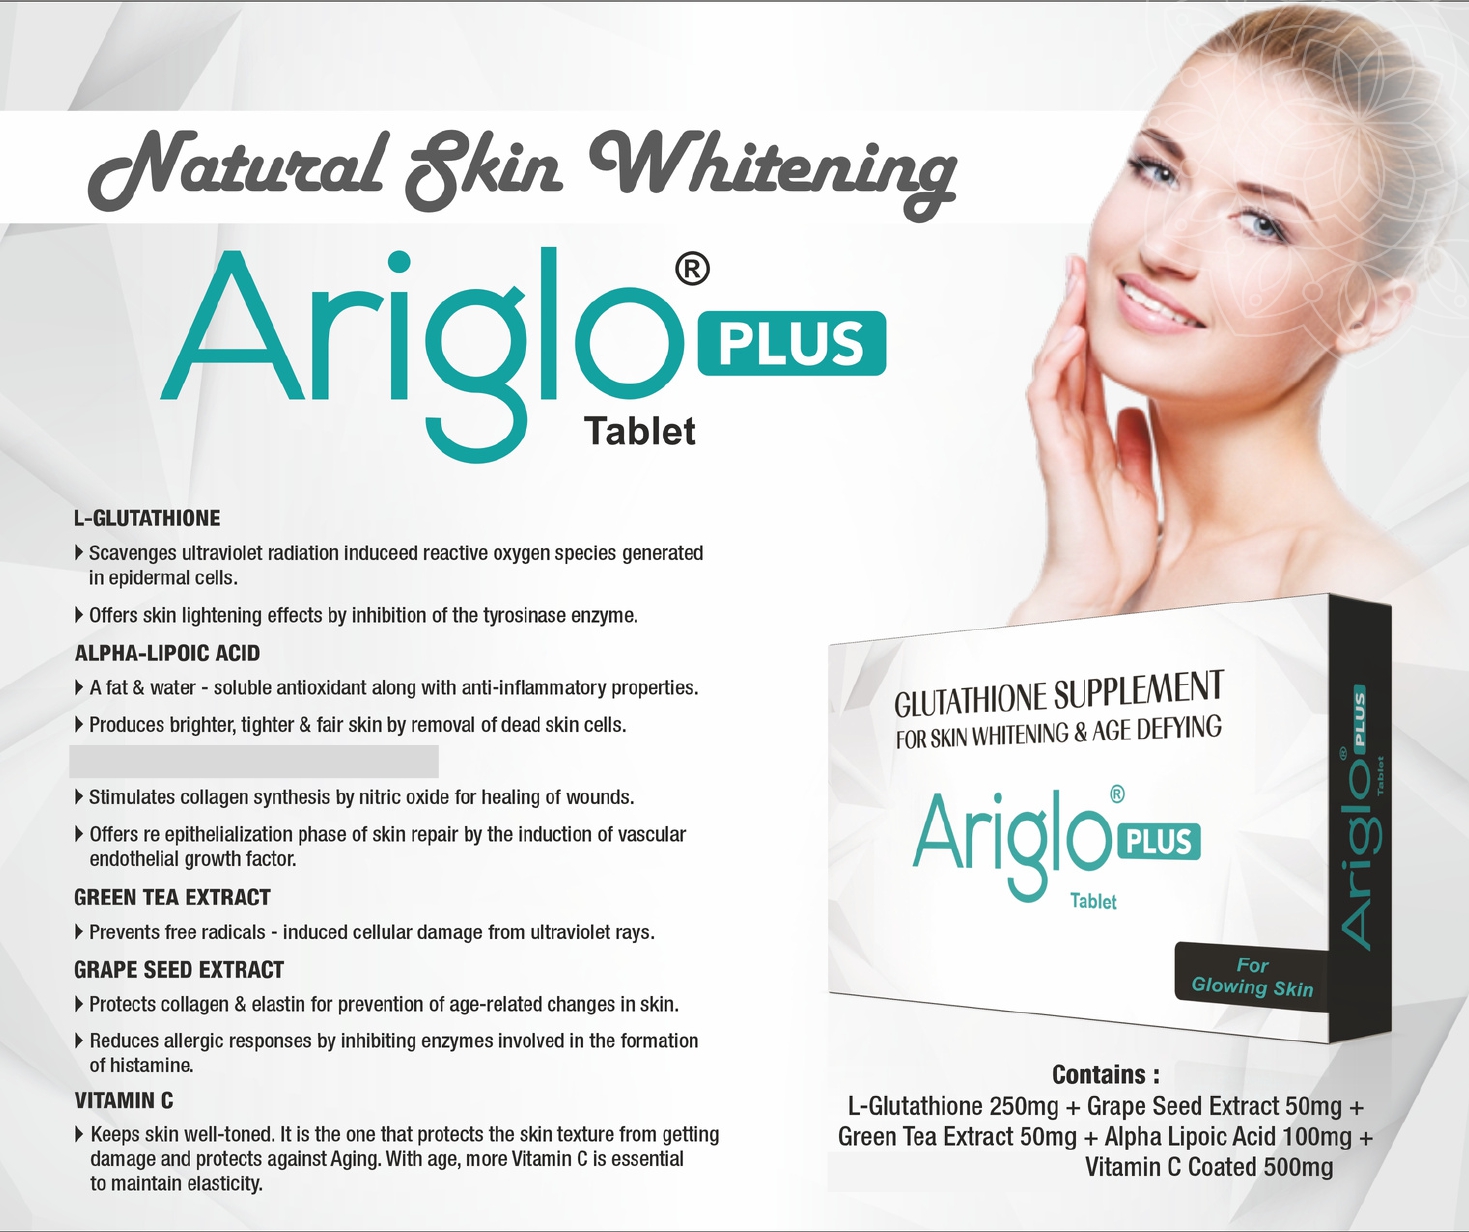 Natural Skin Whitening
Ariglo®
PLUS
Tablet
L-GLUTATHIONE
Scavenges ultraviolet radiation induceed reactive oxygen species generated
in epidermal cells.
Offers skin lightening effects by inhibition of the tyrosinase enzyme.
ALPHA-LIPOIC ACID
A fat & water - soluble antioxidant along with anti-inflammatory properties.
Produces brighter, tighter & fair skin by removal of dead skin cells.
Stimulates collagen synthesis by nitric oxide for healing of wounds.
Offers re epithelialization phase of skin repair by the induction of vascular
endothelial growth factor.
GREEN TEA EXTRACT
Prevents free radicals - induced cellular damage from ultraviolet rays.
GRAPE SEED EXTRACT
Protects collagen & elastin for prevention of age-related changes in skin.
Reduces allergic responses by inhibiting enzymes involved in the formation
of histamine.
VITAMIN C
Keeps skin well-toned. It is the one that protects the skin texture from getting
damage and protects against Aging. With age, more Vitamin C is essential
to maintain elasticity.
GLUTATHIONE SUPPLEMENT
FOR SKIN WHITENING & AGE DEFYING
Ariglo®
PLUS
Tablet
For
Glowing Skin
Ariglo®
PLUS
Tablet
Contains :
L-Glutathione 250mg + Grape Seed Extract 50mg +
Green Tea Extract 50mg + Alpha Lipoic Acid 100mg +
Vitamin C Coated 500mg